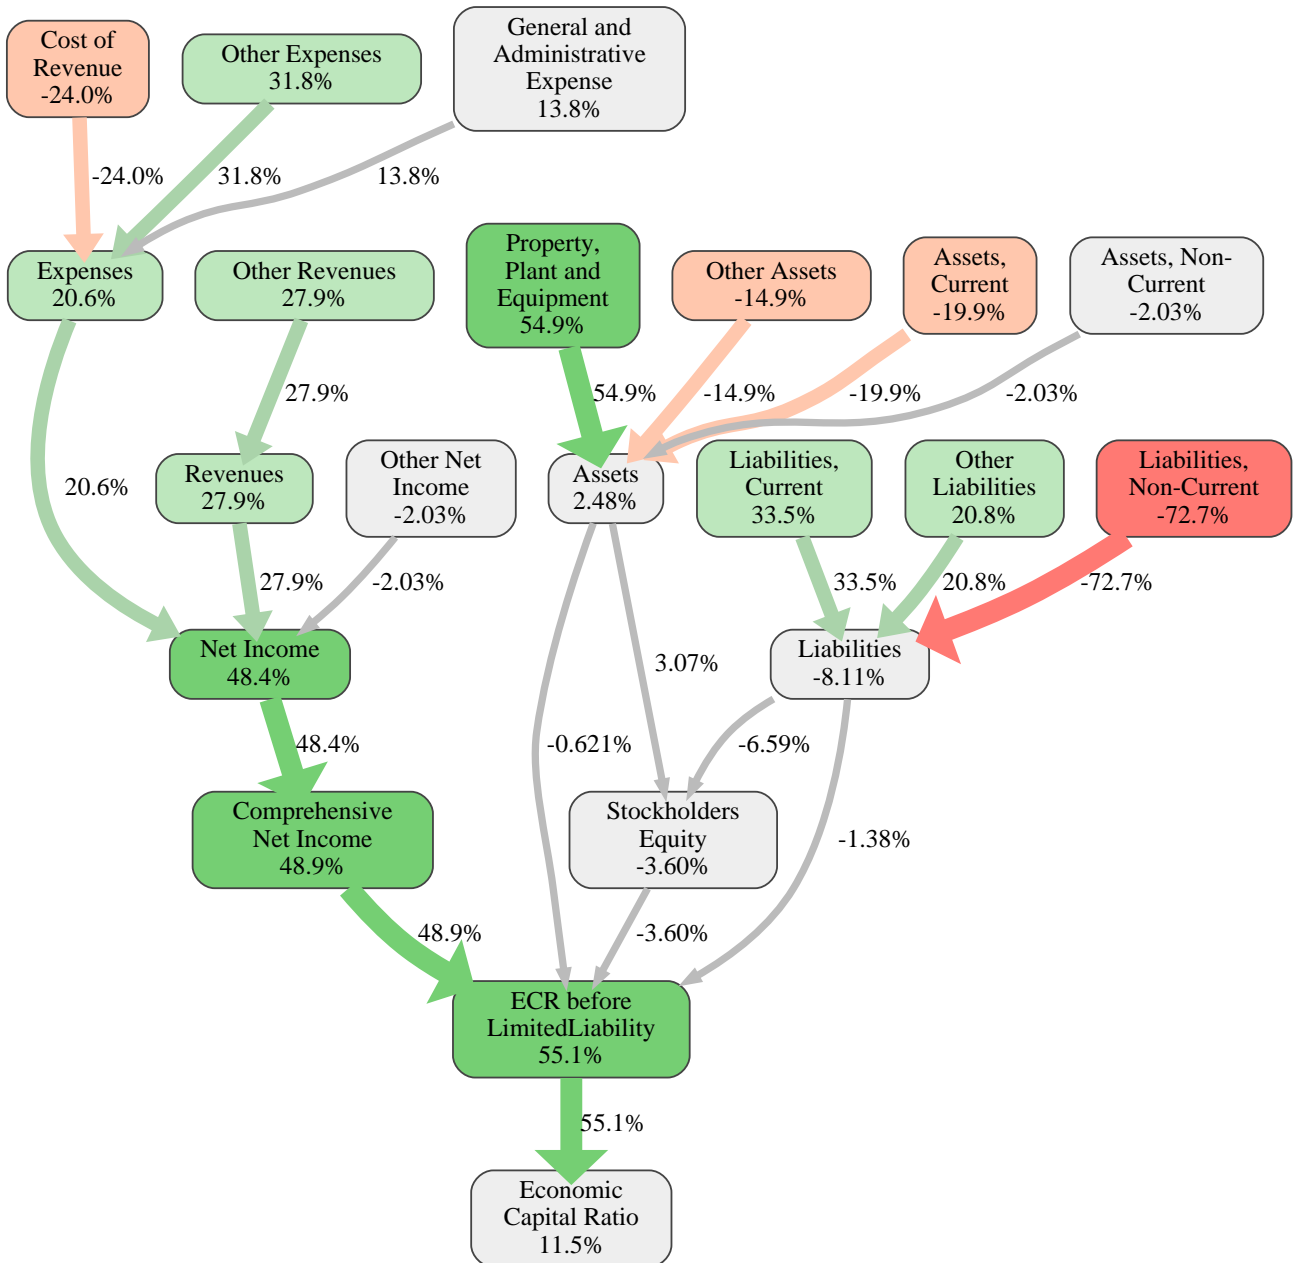 Cost of
Revenue
-24.0%
Other Expenses
31.8%
General and
Administrative
Expense
13.8%
-24.0%
31.8%
13.8%
Expenses
20.6%
Other Revenues
27.9%
Property,
Plant and
Equipment
54.9%
Other Assets
-14.9%
Assets,
Current
-19.9%
Assets, Non-
Current
-2.03%
27.9%
54.9%
-14.9%
-19.9%
-2.03%
20.6%
Revenues
27.9%
Other Net
Income
-2.03%
Assets
2.48%
Liabilities,
Current
33.5%
Other
Liabilities
20.8%
Liabilities,
Non-Current
-72.7%
27.9%
-2.03%
33.5%
20.8%
-72.7%
Net Income
48.4%
3.07%
Liabilities
-8.11%
48.4%
-0.621%
-6.59%
Comprehensive
Net Income
48.9%
Stockholders
Equity
-3.60%
-1.38%
48.9%
-3.60%
ECR before
LimitedLiability
55.1%
55.1%
Economic
Capital Ratio
11.5%